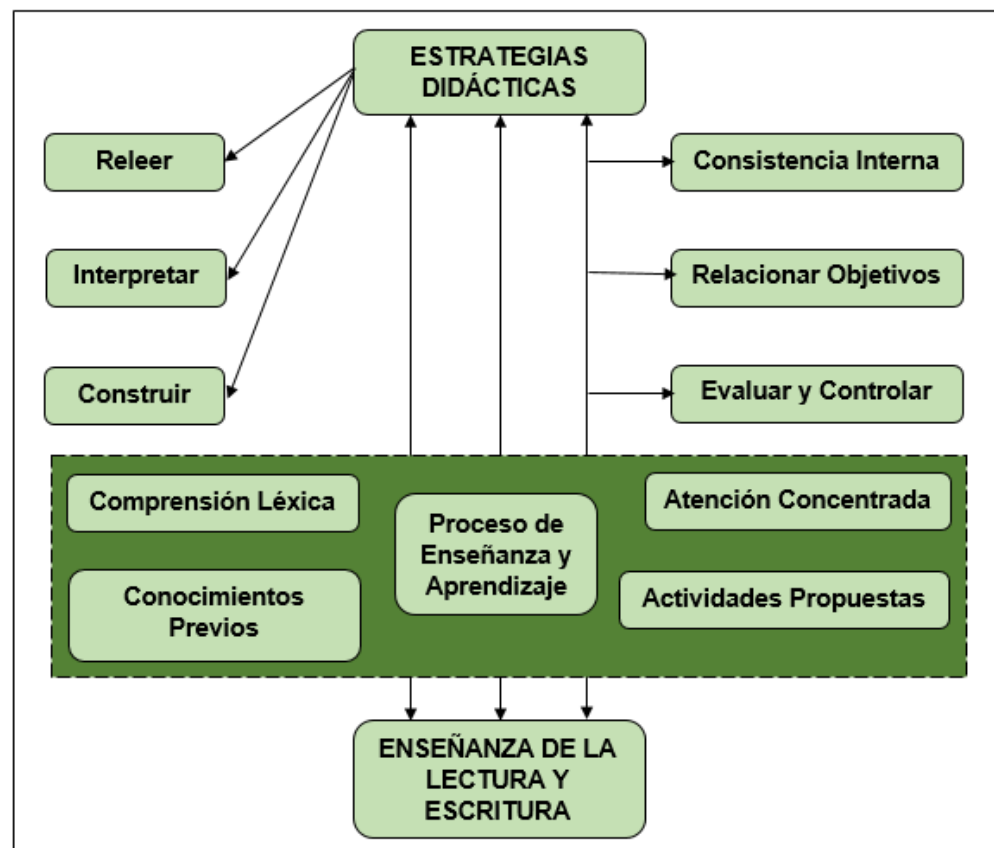 ESTRATEGIAS
DIDÁCTICAS
Releer
Consistencia Interna
Interpretar
Relacionar Objetivos
Construir
Evaluar y Controlar
Comprensión Léxica
Atención Concentrada
Proceso de
Enseñanza y
Aprendizaje
Conocimientos
Previos
Actividades Propuestas
ENSEÑANZA DE LA
LECTURA Y
ESCRITURA